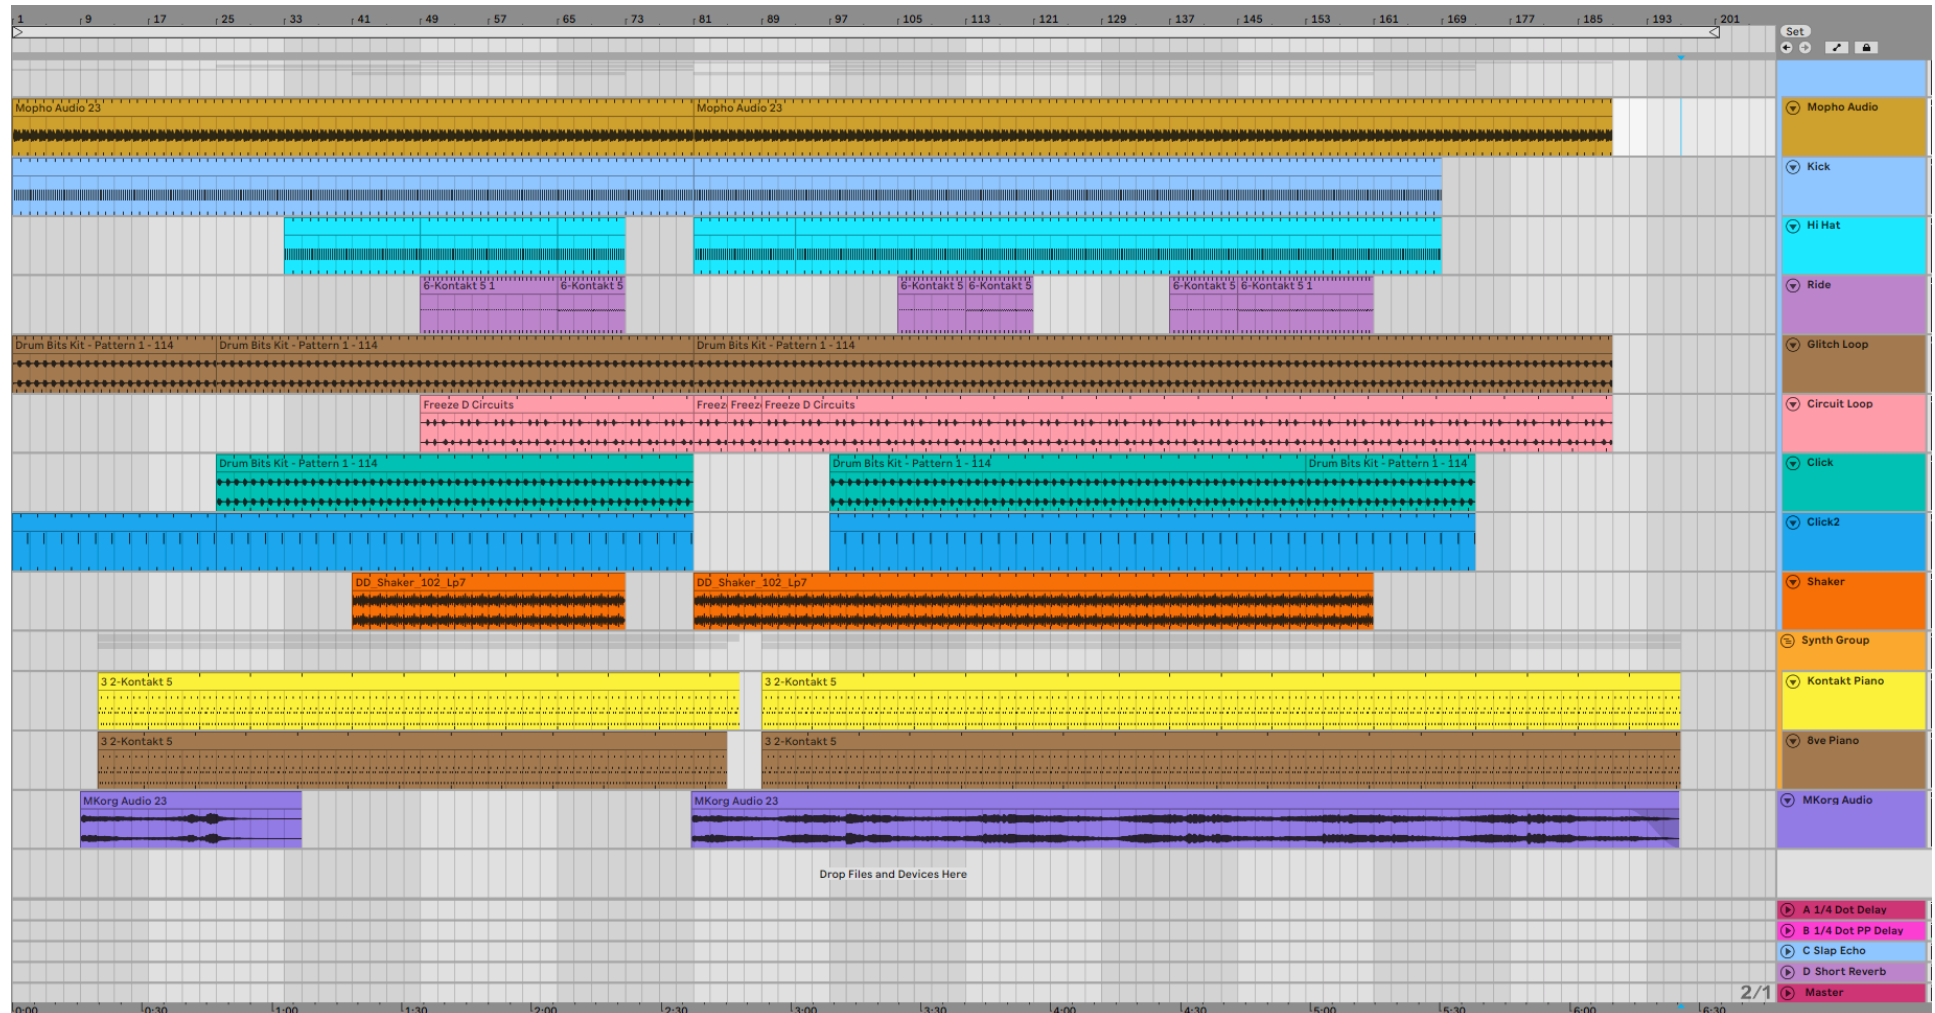 1 9 17 25 33 41 49 57 65 73 81 89 97 105 113 121 129 137 145 153 161 169 177 185 193 201
Set
Mopho Audio 23 Mopho Audio 23 Mopho Audio
Kick
Hi Hat
6-Kontakt 5 1 6-Kontakt 5 6-Kontakt 5 6-Kontakt 5 6-Kontakt 5 6-Kontakt 5 1 Ride
Drum Bits Kit - Pattern 1 - 114 Drum Bits Kit - Pattern 1 - 114 Drum Bits Kit - Pattern 1 - 114 Glitch Loop
Freeze D Circuits Freez Freez Freeze D Circuits Circuit Loop
Drum Bits Kit - Pattern 1 - 114 Drum Bits Kit - Pattern 1 - 114 Drum Bits Kit - Pattern 1 - 114 Click
Click2
DD_Shaker_102_Lp7 DD_Shaker_102_Lp7 Shaker
Synth Group
3 2-Kontakt 5 3 2-Kontakt 5 Kontakt Piano
3 2-Kontakt 5 3 2-Kontakt 5 8ve Piano
MKorg Audio 23 MKorg Audio 23 MKorg Audio
Drop Files and Devices Here
A 1/4 Dot Delay
B 1/4 Dot PP Delay
C Slap Echo
D Short Reverb
2/1 Master
0:00 0:30 1:00 1:30 2:00 2:30 3:00 3:30 4:00 4:30 5:00 5:30 6:00 6:30